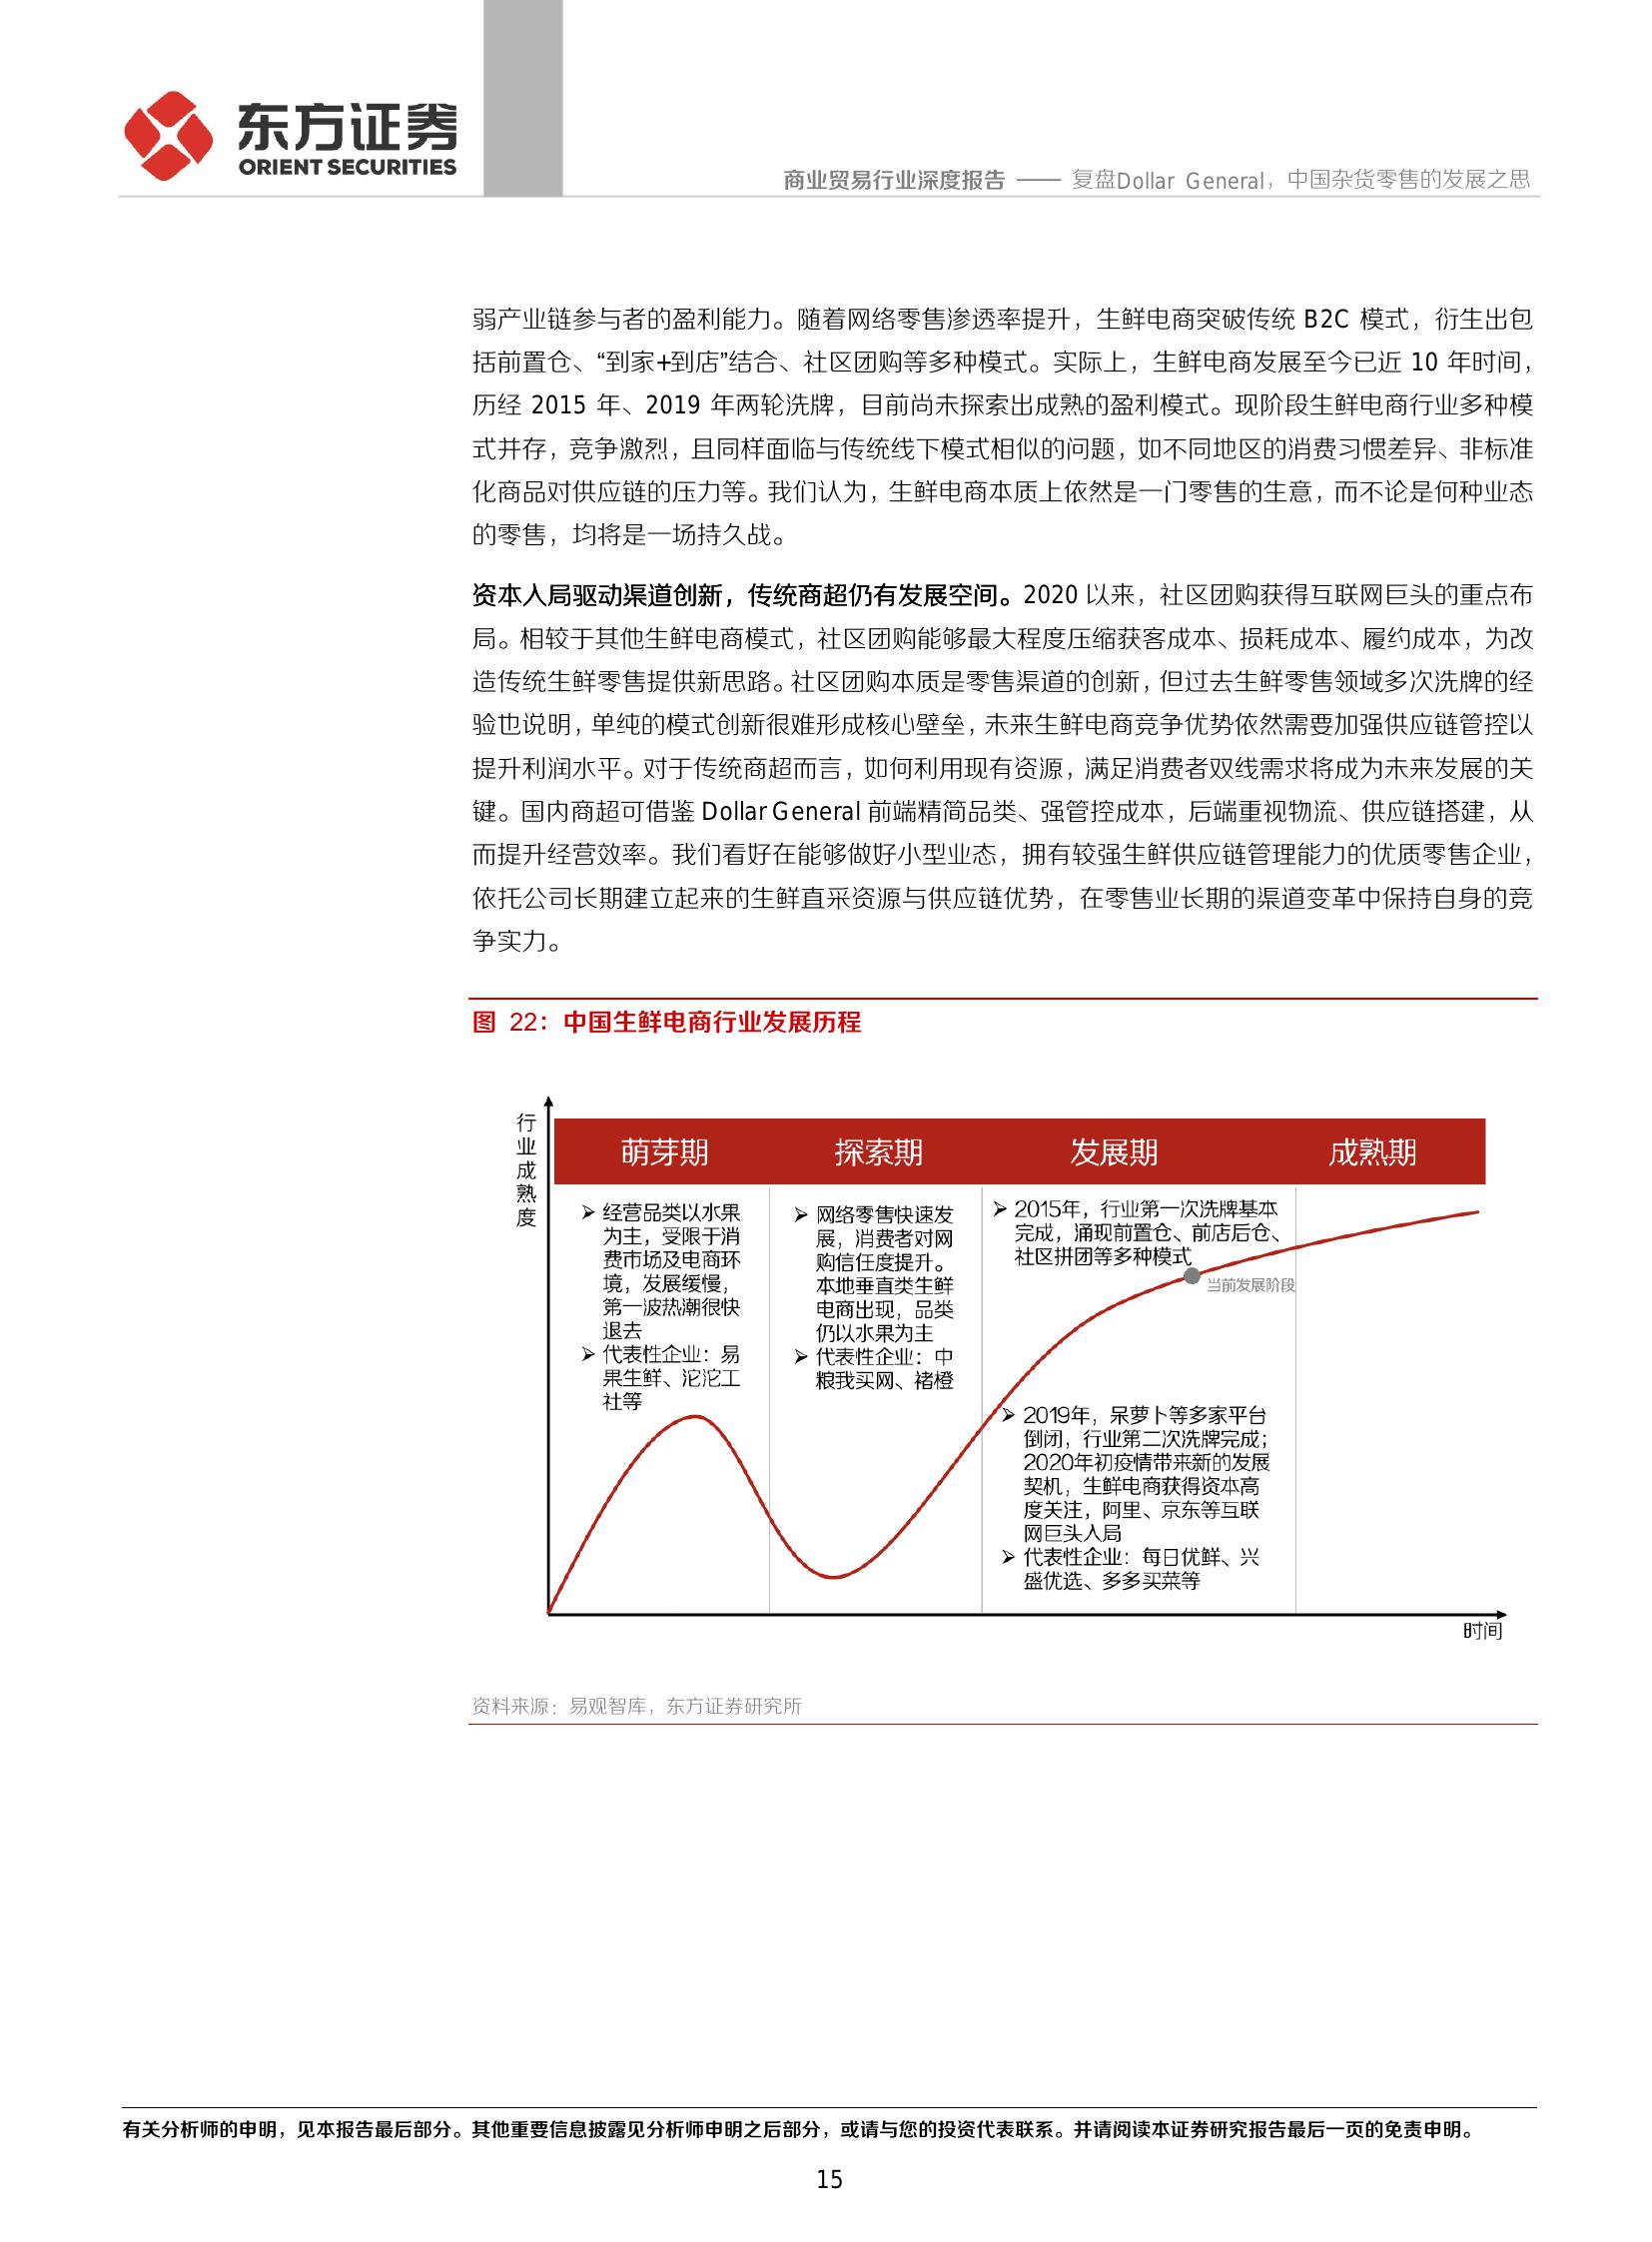 东方证券
ORIENT SECURITIES
商业贸易行业深度报告 —— 复盘Dollar General，中国杂货零售的发展之思
弱产业链参与者的盈利能力。随着网络零售渗透率提升，生鲜电商突破传统 B2C 模式，衍生出包
括前置仓、“到家+到店”结合、社区团购等多种模式。实际上，生鲜电商发展至今已近 10 年时间，
历经 2015 年、2019 年两轮洗牌，目前尚未探索出成熟的盈利模式。现阶段生鲜电商行业多种模
式并存，竞争激烈，且同样面临与传统线下模式相似的问题，如不同地区的消费习惯差异、非标准
化商品对供应链的压力等。我们认为，生鲜电商本质上依然是一门零售的生意，而不论是何种业态
的零售，均将是一场持久战。
资本入局驱动渠道创新，传统商超仍有发展空间。2020 以来，社区团购获得互联网巨头的重点布
局。相较于其他生鲜电商模式，社区团购能够最大程度压缩获客成本、损耗成本、履约成本，为改
造传统生鲜零售提供新思路。社区团购本质是零售渠道的创新，但过去生鲜零售领域多次洗牌的经
验也说明，单纯的模式创新很难形成核心壁垒，未来生鲜电商竞争优势依然需要加强供应链管控以
提升利润水平。对于传统商超而言，如何利用现有资源，满足消费者双线需求将成为未来发展的关
键。国内商超可借鉴 Dollar General 前端精简品类、强管控成本，后端重视物流、供应链搭建，从
而提升经营效率。我们看好在能够做好小型业态，拥有较强生鲜供应链管理能力的优质零售企业，
依托公司长期建立起来的生鲜直采资源与供应链优势，在零售业长期的渠道变革中保持自身的竞
争实力。
图 22：中国生鲜电商行业发展历程
行业成熟度
萌芽期
➢ 经营品类以水果
为主，受限于消
费市场及电商环
境，发展缓慢，
第一波热潮很快
退去
➢ 代表性企业：易
果生鲜、沱沱工
社等
探索期
➢ 网络零售快速发
展，消费者对网
购信任度提升。
本地垂直类生鲜
电商出现，品类
仍以水果为主
➢ 代表性企业：中
粮我买网、褚橙
发展期
➢ 2015年，行业第一次洗牌基本
完成，涌现前置仓、前店后仓、
社区拼团等多种模式
当前发展阶段
➢ 2019年，呆萝卜等多家平台
倒闭，行业第二次洗牌完成；
2020年初疫情带来新的发展
契机，生鲜电商获得资本高
度关注，阿里、京东等互联
网巨头入局
➢ 代表性企业：每日优鲜、兴
盛优选、多多买菜等
成熟期
时间
资料来源：易观智库，东方证券研究所
有关分析师的申明，见本报告最后部分。其他重要信息披露见分析师申明之后部分，或请与您的投资代表联系。并请阅读本证券研究报告最后一页的免责申明。
15